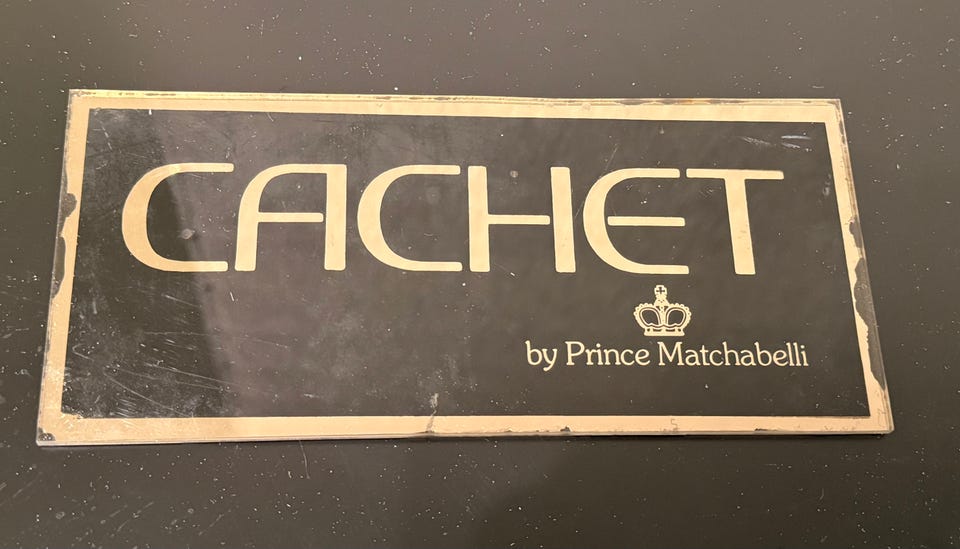 CACHET
by Prince Matchabelli